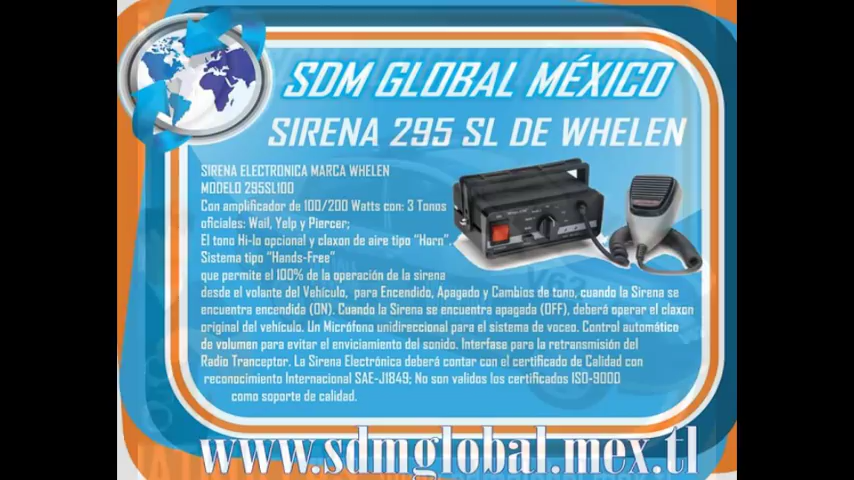 SDM GLOBAL MÉXICO
SIRENA 295 SL DE WHELEN
SIRENA ELECTRONICA MARCA WHELEN
MODELO 295SL100
Con amplificador de 100/200 Watts con: 3 Tonos
oficiales: Wail, Yelp y Piercer;
El tono Hi-lo opcional y claxon de aire tipo "Horn".
Sistema tipo "Hands-Free"
que permite el 100% de la operación de la sirena
desde el volante del Vehículo, para Encendido, Apagado y Cambios de tono, cuando la Sirena se
encuentra encendida (ON). Cuando la Sirena se encuentra apagada (OFF), deberá operar el claxon
original del vehículo. Un Micrófono unidireccional para el sistema de voceo. Control automático
de volumen para evitar el enviciamiento del sonido. Interfase para la retransmisión del
Radio Tranceptor. La Sirena Electrónica deberá contar con el certificado de Calidad con
reconocimiento Internacional SAE-J1849; No son validos los certificados ISO-9000
como soporte de calidad.
www.sdmglobal.mex.tl